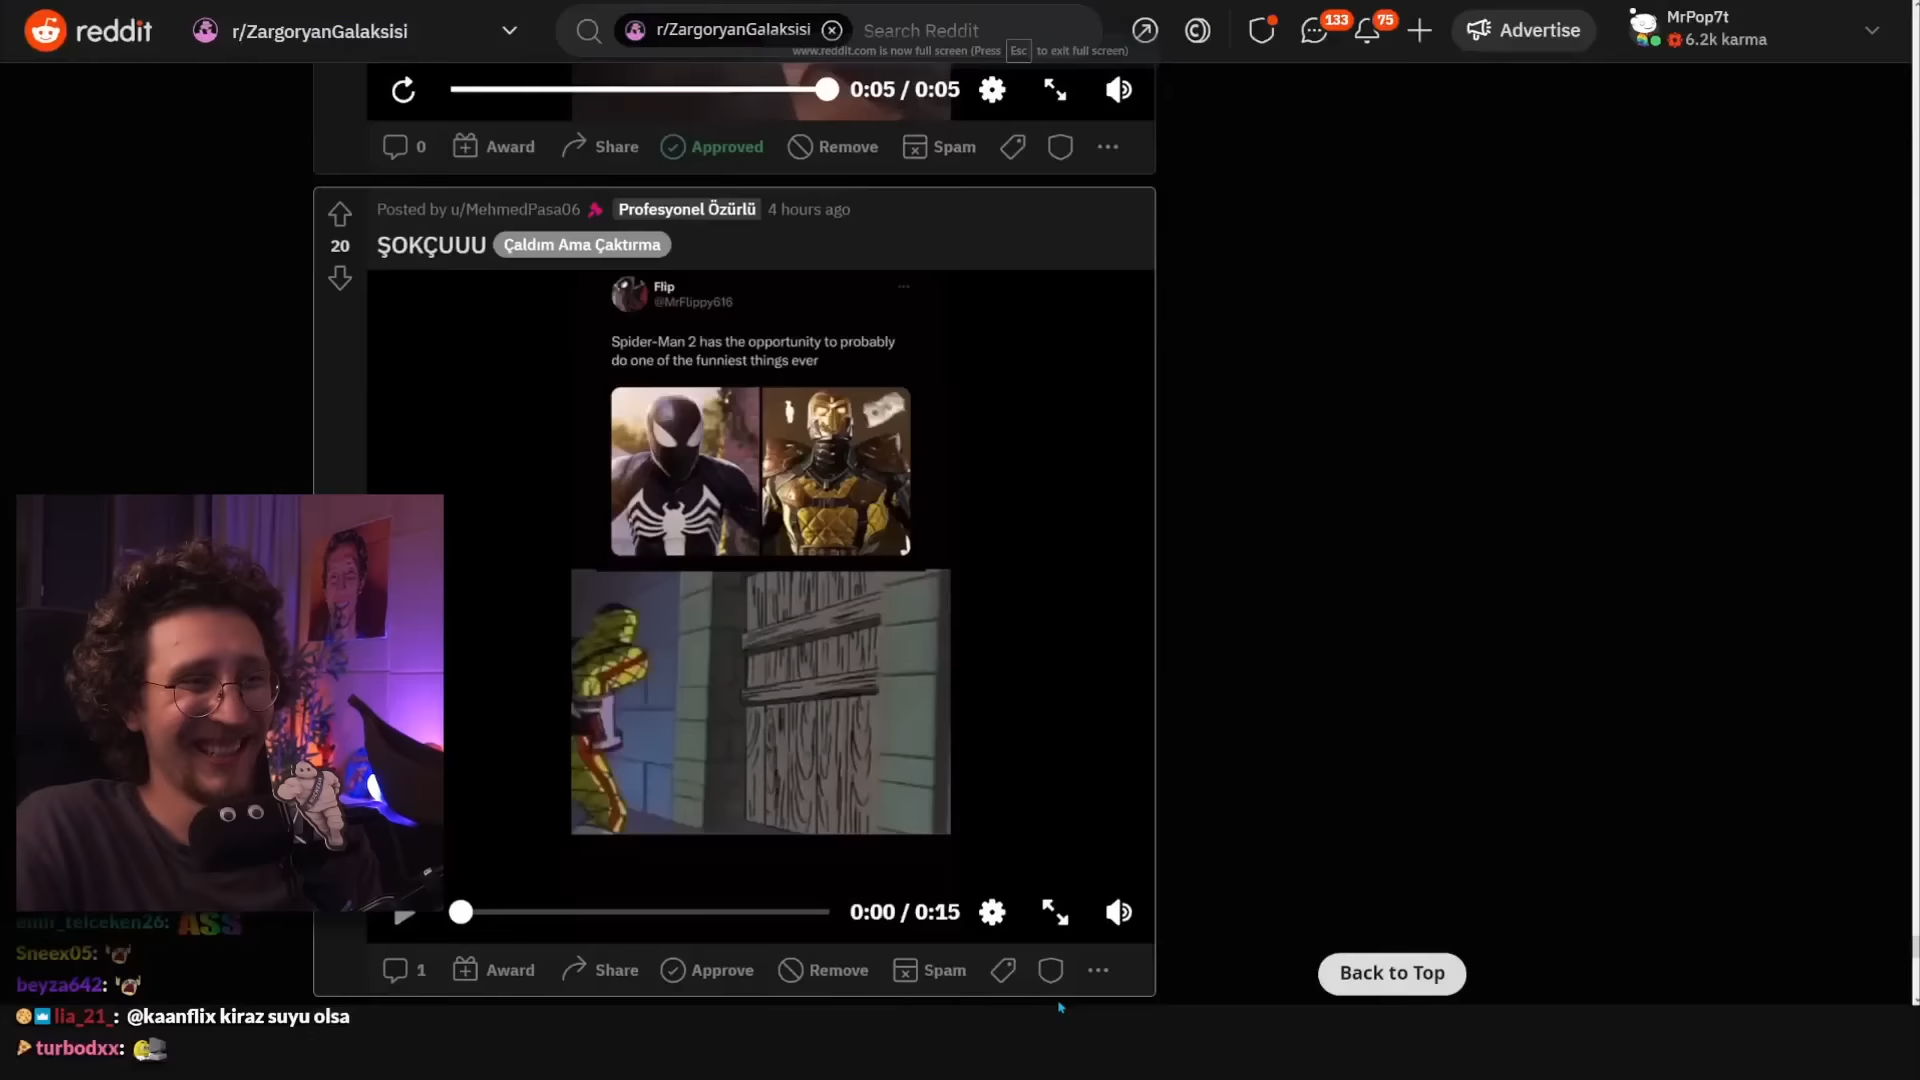 reddit
r/ZargoryanGalaksisi
r/ZargoryanGalaksisi
Search Reddit
www.reddit.com is now full screen (Press Esc to exit full screen)
133
75
Advertise
MrPop7t
6.2k karma
0:05 / 0:05
0
Award
Share
Approved
Remove
Spam
Posted by u/MehmedPasa06
Profesyonel Özürlü
4 hours ago
20
ŞOKÇUUU
Çaldım Ama Çaktırma
Flip
@MrFlippy616
Spider-Man 2 has the opportunity to probably
do one of the funniest things ever
0:00 / 0:15
1
Award
Share
Approve
Remove
Spam
Back to Top
ASS
Sneex05:
beyza642:
lia_21_: @kaanflix kiraz suyu olsa
turbodxx: